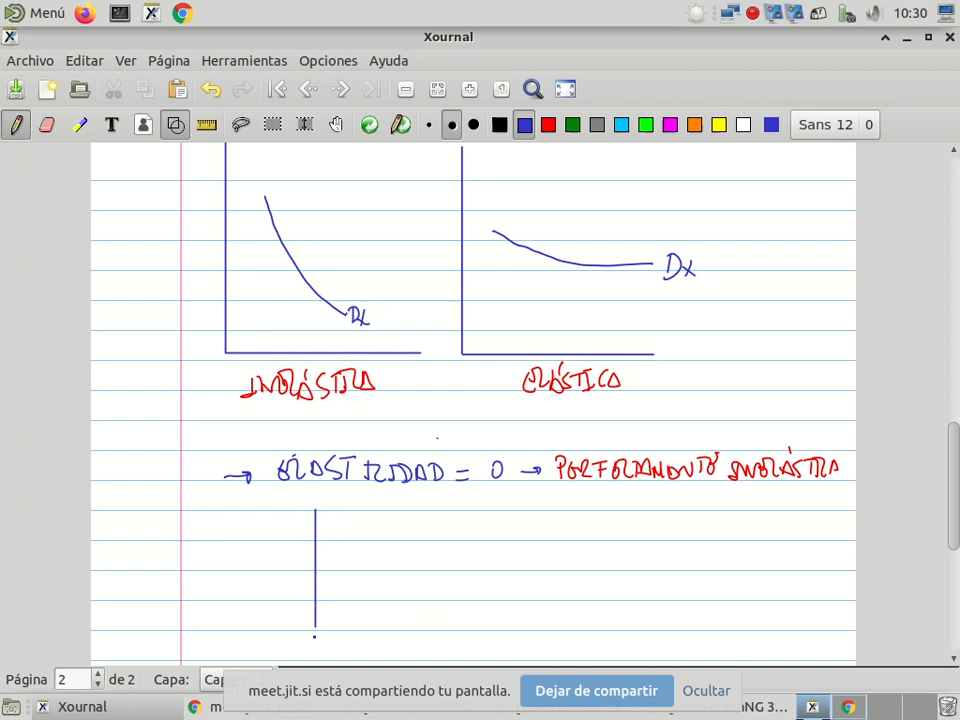 Menú 10:30
Xournal
Archivo Editar Ver Página Herramientas Opciones Ayuda
T Sans 12 0
Dx Dx
INELÁSTICA ELÁSTICA
→ ELASTICIDAD = 0 → PERFECTAMENTE INELÁSTICA
Página 2 de 2 Capa: Cap
meet.jit.si está compartiendo tu pantalla. Dejar de compartir Ocultar
Xournal